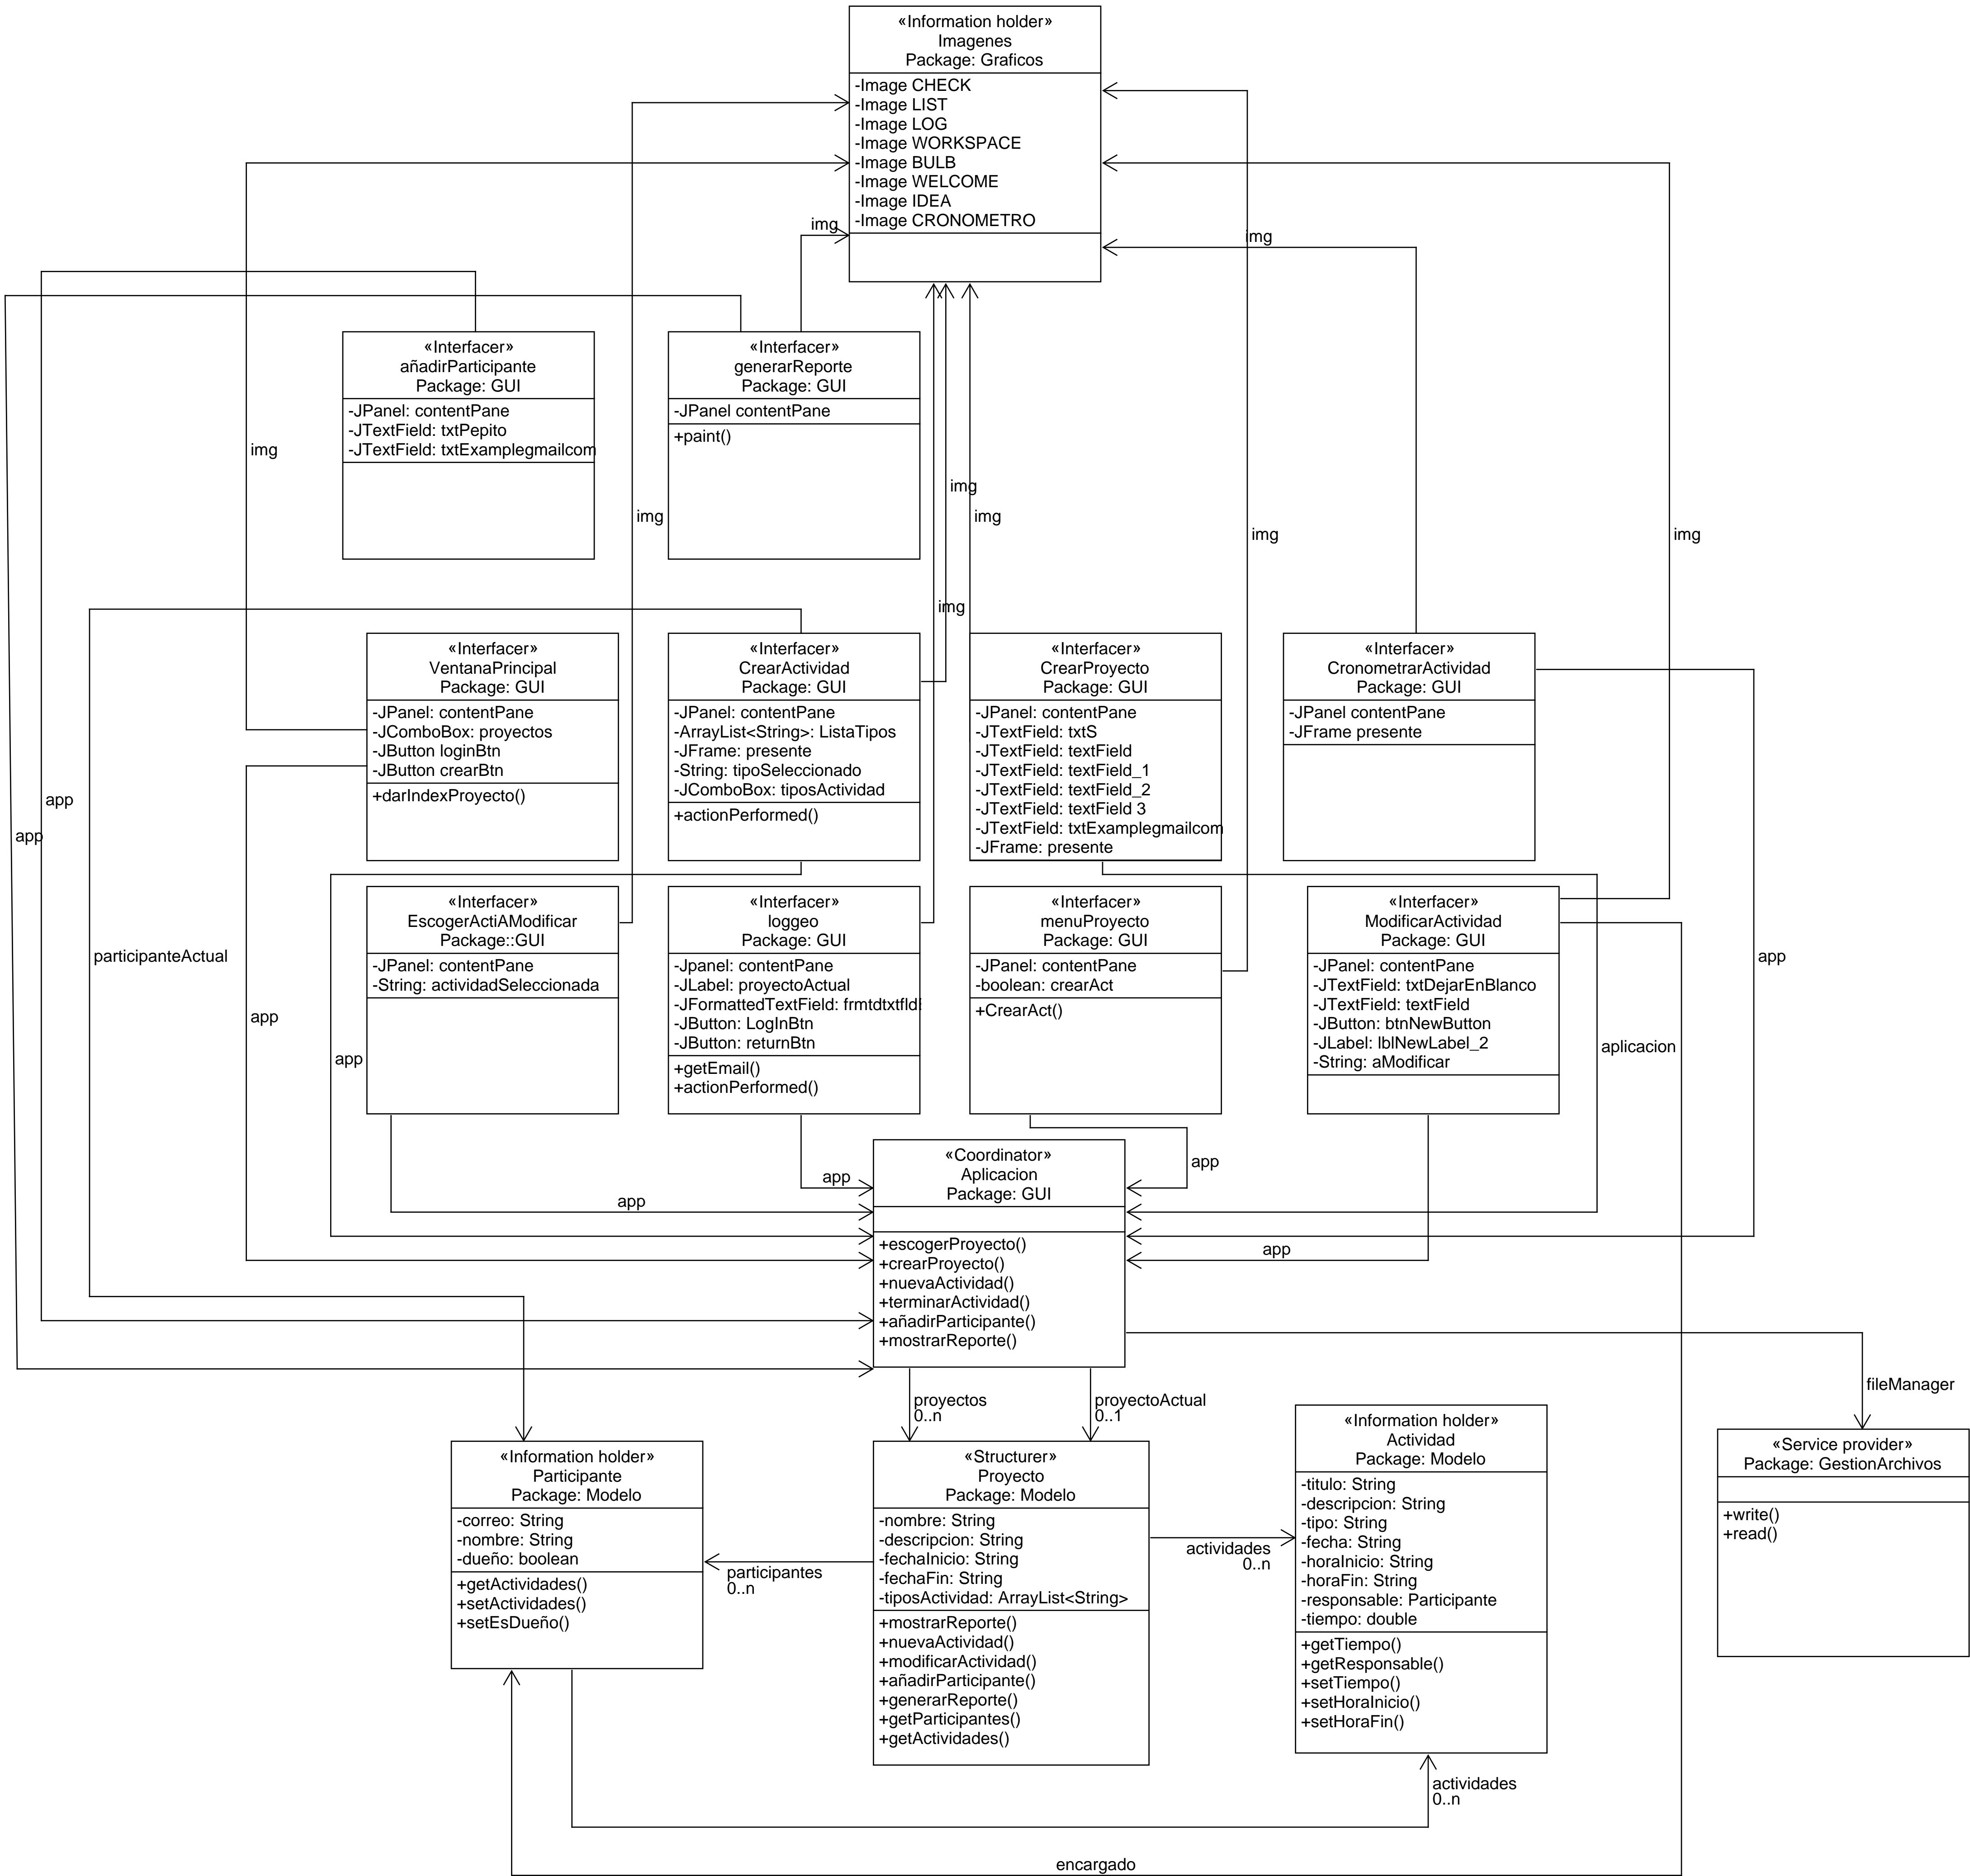 «Information holder»
Imagenes
Package: Graficos
-Image CHECK
-Image LIST
-Image LOG
-Image WORKSPACE
-Image BULB
-Image WELCOME
-Image IDEA
-Image CRONOMETRO
img
img
«Interfacer»
añadirParticipante
Package: GUI
-JPanel: contentPane
-JTextField: txtPepito
-JTextField: txtExamplegmailcom
«Interfacer»
generarReporte
Package: GUI
-JPanel contentPane
+paint()
img
img
img
img
img
img
img
«Interfacer»
VentanaPrincipal
Package: GUI
-JPanel: contentPane
-JComboBox: proyectos
-JButton loginBtn
-JButton crearBtn
+darIndexProyecto()
«Interfacer»
CrearActividad
Package: GUI
-JPanel: contentPane
-ArrayList<String>: ListaTipos
-JFrame: presente
-String: tipoSeleccionado
-JComboBox: tiposActividad
+actionPerformed()
«Interfacer»
CrearProyecto
Package: GUI
-JPanel: contentPane
-JTextField: txtS
-JTextField: textField
-JTextField: textField_1
-JTextField: textField_2
-JTextField: textField 3
-JTextField: txtExamplegmailcom
-JFrame: presente
«Interfacer»
CronometrarActividad
Package: GUI
-JPanel contentPane
-JFrame presente
app
app
«Interfacer»
EscogerActiAModificar
Package::GUI
-JPanel: contentPane
-String: actividadSeleccionada
«Interfacer»
loggeo
Package: GUI
-Jpanel: contentPane
-JLabel: proyectoActual
-JFormattedTextField: frmtdtxtfld
-JButton: LogInBtn
-JButton: returnBtn
+getEmail()
+actionPerformed()
«Interfacer»
menuProyecto
Package: GUI
-JPanel: contentPane
-boolean: crearAct
+CrearAct()
«Interfacer»
ModificarActividad
Package: GUI
-JPanel: contentPane
-JTextField: txtDejarEnBlanco
-JTextField: textField
-JButton: btnNewButton
-JLabel: lblNewLabel_2
-String: aModificar
participanteActual
app
app
app
aplicacion
app
app
app
app
«Coordinator»
Aplicacion
Package: GUI
+escogerProyecto()
+crearProyecto()
+nuevaActividad()
+terminarActividad()
+añadirParticipante()
+mostrarReporte()
proyectos
0..n
proyectoActual
0..1
fileManager
«Information holder»
Participante
Package: Modelo
-correo: String
-nombre: String
-dueño: boolean
+getActividades()
+setActividades()
+setEsDueño()
participantes
0..n
«Structurer»
Proyecto
Package: Modelo
-nombre: String
-descripcion: String
-fechaInicio: String
-fechaFin: String
-tiposActividad: ArrayList<String>
+mostrarReporte()
+nuevaActividad()
+modificarActividad()
+añadirParticipante()
+generarReporte()
+getParticipantes()
+getActividades()
actividades
0..n
«Information holder»
Actividad
Package: Modelo
-titulo: String
-descripcion: String
-tipo: String
-fecha: String
-horaInicio: String
-horaFin: String
-responsable: Participante
-tiempo: double
+getTiempo()
+getResponsable()
+setTiempo()
+setHoraInicio()
+setHoraFin()
«Service provider»
Package: GestionArchivos
+write()
+read()
actividades
0..n
encargado